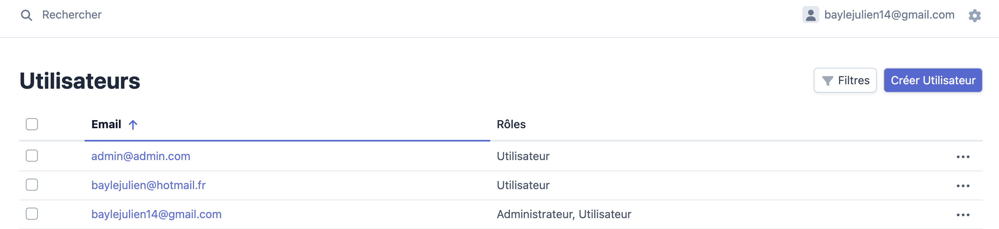 Rechercher
baylejulien14@gmail.com
Utilisateurs
Filtres
Créer Utilisateur
Email
Rôles
admin@admin.com
Utilisateur
baylejulien@hotmail.fr
Utilisateur
baylejulien14@gmail.com
Administrateur, Utilisateur